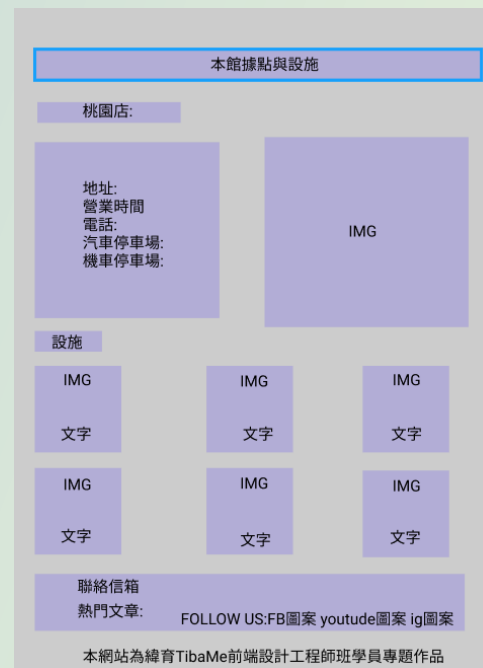 本館據點與設施
桃園店:
地址:
營業時間
電話:
汽車停車場:
機車停車場:
IMG
設施
IMG IMG IMG
文字 文字 文字
IMG IMG IMG
文字 文字 文字
聯絡信箱
熱門文章:
FOLLOW US:FB圖案 youtude圖案 ig圖案
本網站為緯育TibaMe前端設計工程師班學員專題作品